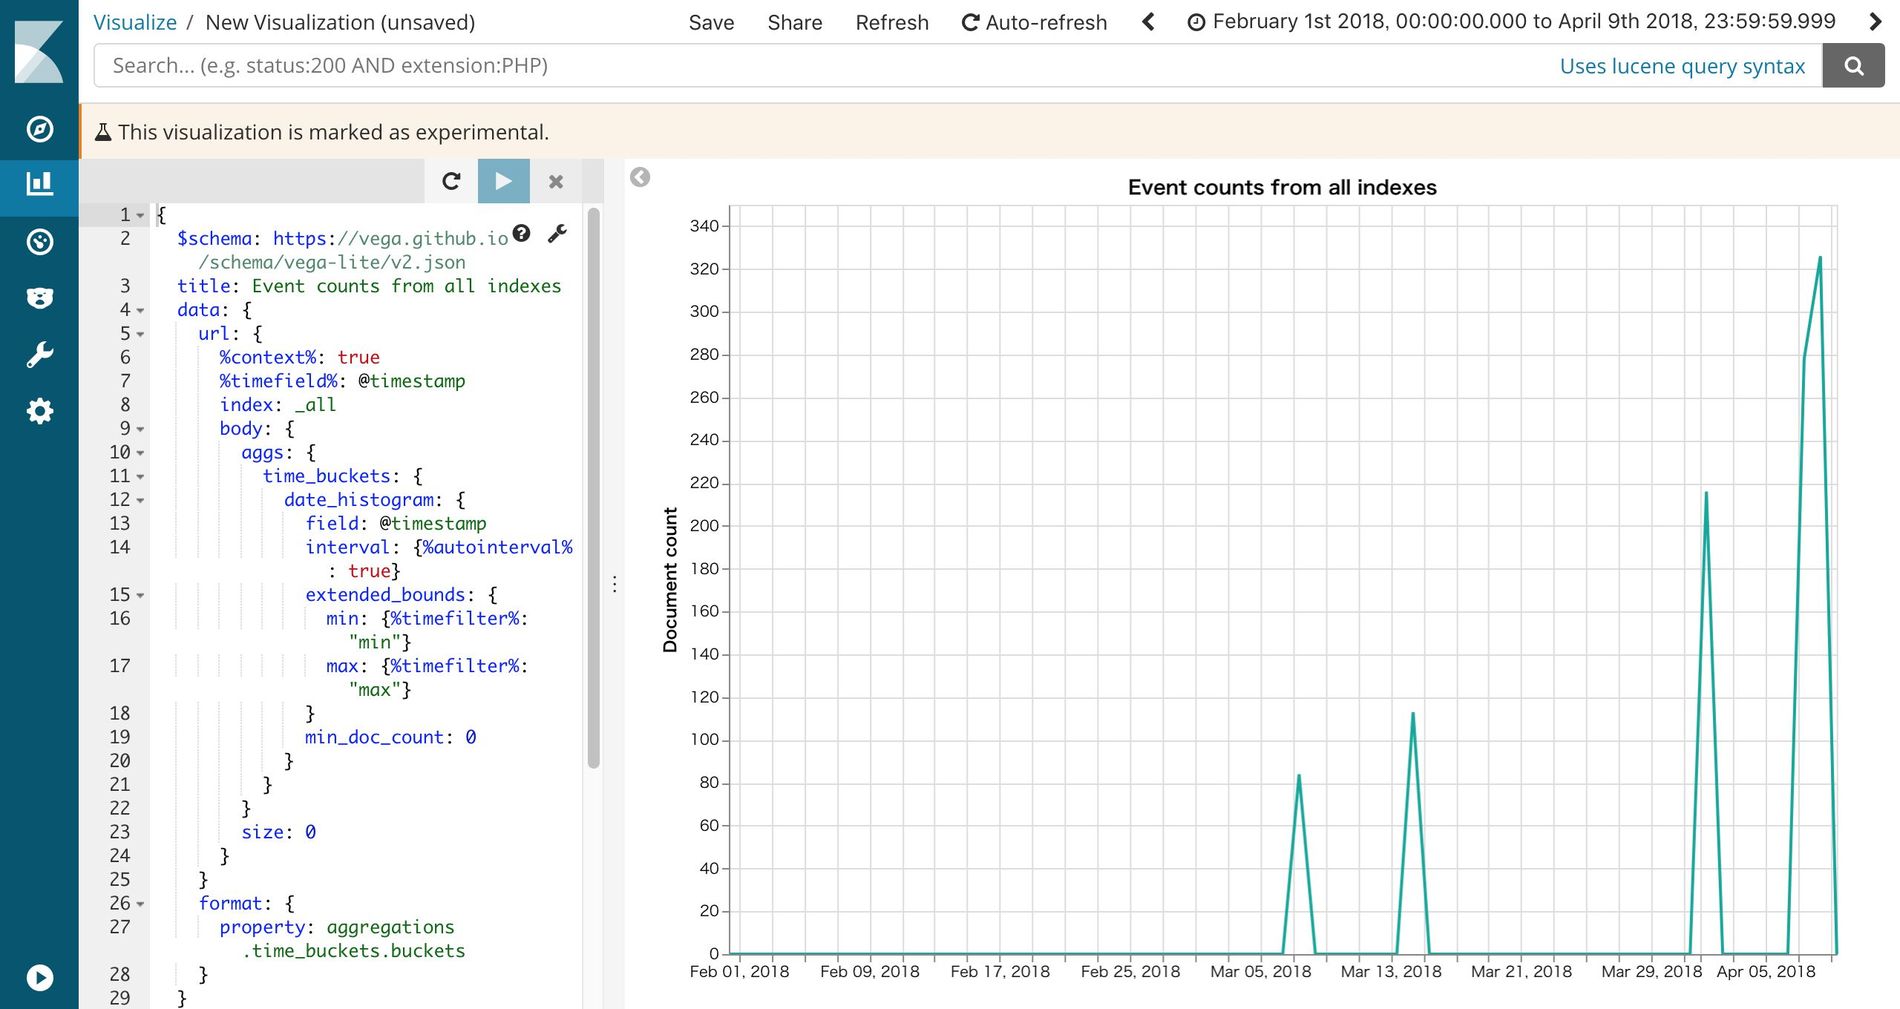 Visualize / New Visualization (unsaved)
Save Share Refresh Auto-refresh February 1st 2018, 00:00:00.000 to April 9th 2018, 23:59:59.999
Search... (e.g. status:200 AND extension:PHP)
Uses lucene query syntax
This visualization is marked as experimental.
1 {
2 $schema: https://vega.github.io
/schema/vega-lite/v2.json
3 title: Event counts from all indexes
4 data: {
5 url: {
6 %context%: true
7 %timefield%: @timestamp
8 index: _all
9 body: {
10 aggs: {
11 time_buckets: {
12 date_histogram: {
13 field: @timestamp
14 interval: {%autointerval%
: true}
15 extended_bounds: {
16 min: {%timefilter%:
"min"}
17 max: {%timefilter%:
"max"}
18 }
19 min_doc_count: 0
20 }
21 }
22 }
23 size: 0
24 }
25 }
26 format: {
27 property: aggregations
.time_buckets.buckets
28 }
29 }
Event counts from all indexes
Document count
340
320
300
280
260
240
220
200
180
160
140
120
100
80
60
40
20
0
Feb 01, 2018 Feb 09, 2018 Feb 17, 2018 Feb 25, 2018 Mar 05, 2018 Mar 13, 2018 Mar 21, 2018 Mar 29, 2018 Apr 05, 2018